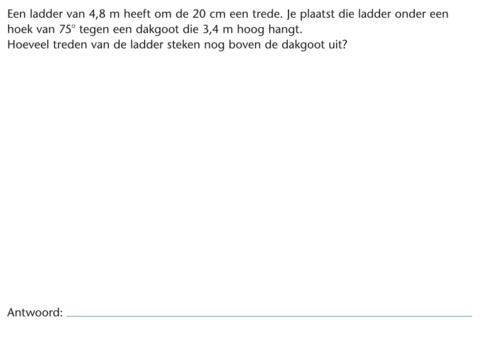 Een ladder van 4,8 m heeft om de 20 cm een trede. Je plaatst die ladder onder een
hoek van 75° tegen een dakgoot die 3,4 m hoog hangt.
Hoeveel treden van de ladder steken nog boven de dakgoot uit?
Antwoord: